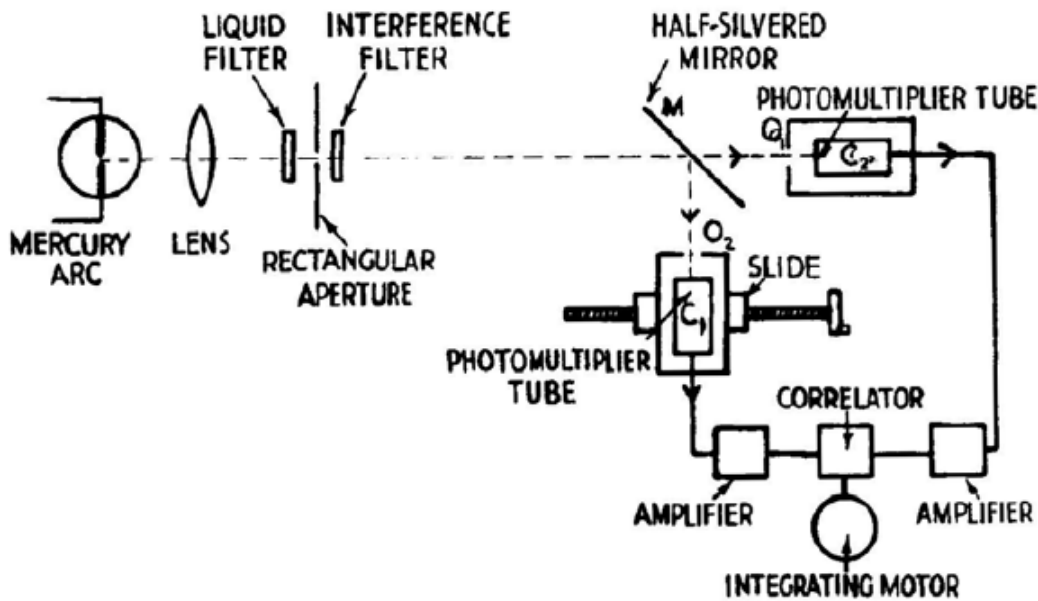 LIQUID
FILTER
INTERFERENCE
FILTER
HALF-SILVERED
MIRROR
M
PHOTOMULTIPLIER TUBE
C2
MERCURY
ARC
LENS
RECTANGULAR
APERTURE
O2
SLIDE
C1
PHOTOMULTIPLIER
TUBE
CORRELATOR
AMPLIFIER
AMPLIFIER
INTEGRATING MOTOR